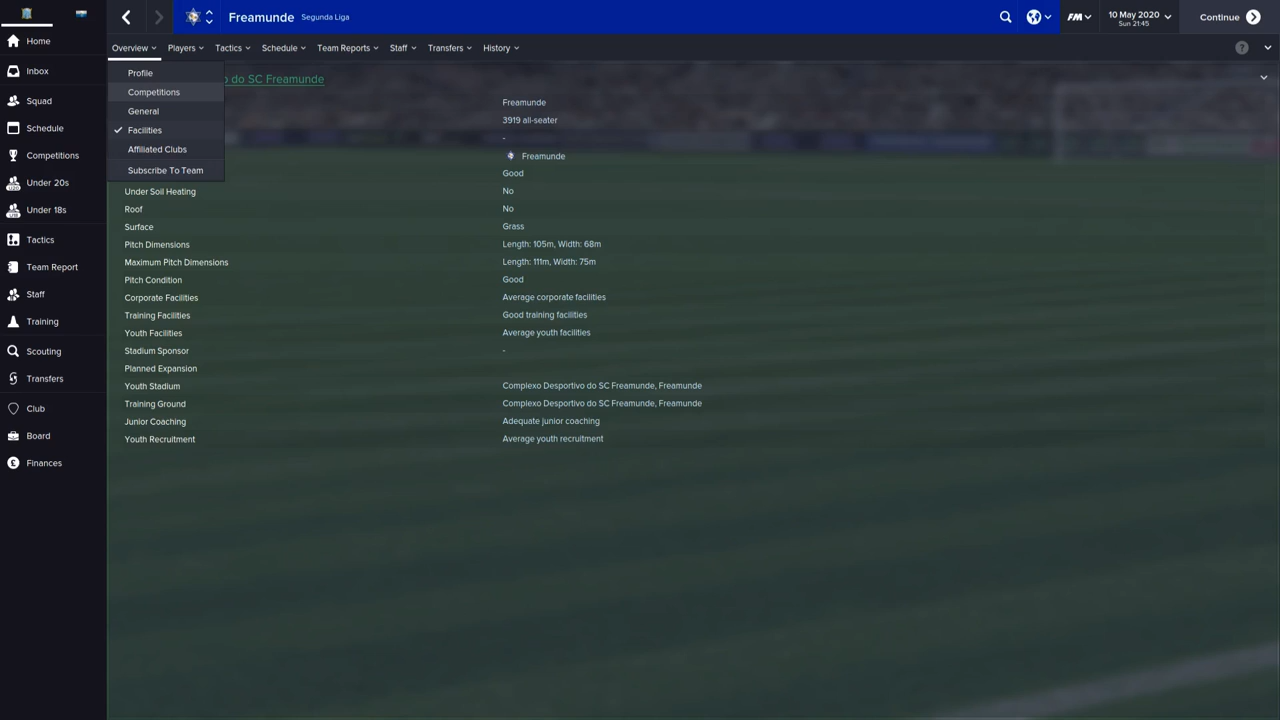 Freamunde Segunda Liga
FM
10 May 2020
Sun 21:45
Continue
Home
Inbox
Squad
Schedule
Competitions
Under 20s
Under 18s
Tactics
Team Report
Staff
Training
Scouting
Transfers
Club
Board
Finances
Overview Players Tactics Schedule Team Reports Staff Transfers History ?
Profile
Competitions
General
Facilities
Affiliated Clubs
Subscribe To Team
do SC Freamunde
Freamunde
3919 all-seater
-
Freamunde
Good
Under Soil Heating No
Roof No
Surface Grass
Pitch Dimensions Length: 105m, Width: 68m
Maximum Pitch Dimensions Length: 111m, Width: 75m
Pitch Condition Good
Corporate Facilities Average corporate facilities
Training Facilities Good training facilities
Youth Facilities Average youth facilities
Stadium Sponsor -
Planned Expansion
Youth Stadium Complexo Desportivo do SC Freamunde, Freamunde
Training Ground Complexo Desportivo do SC Freamunde, Freamunde
Junior Coaching Adequate junior coaching
Youth Recruitment Average youth recruitment